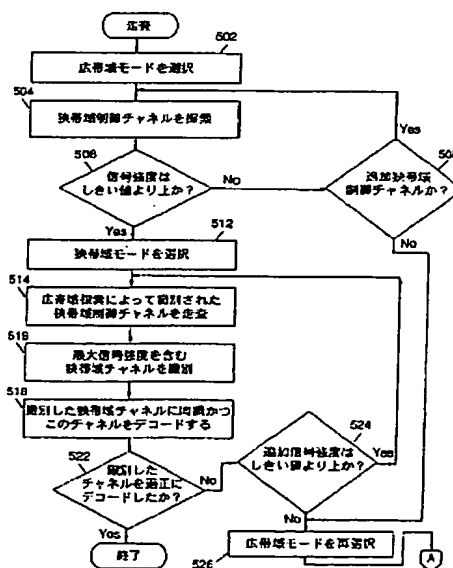 走査
502
広帯域モードを選択
504
狭帯域制御チャネルを探索
506
信号強度は
しきい値より上か?
No
Yes
508
追加狭帯域
制御チャネルか?
Yes
No
512
狭帯域モードを選択
514
広帯域探索によって識別された
狭帯域制御チャネルを走査
516
最大信号強度を含む
狭帯域チャネルを識別
518
識別した狭帯域チャネルに同調かつ
このチャネルをデコードする
522
識別した
チャネルを適正に
デコードしたか?
No
Yes
524
追加信号強度は
しきい値より上か?
Yes
No
終了
526
広帯域モードを再選択
A